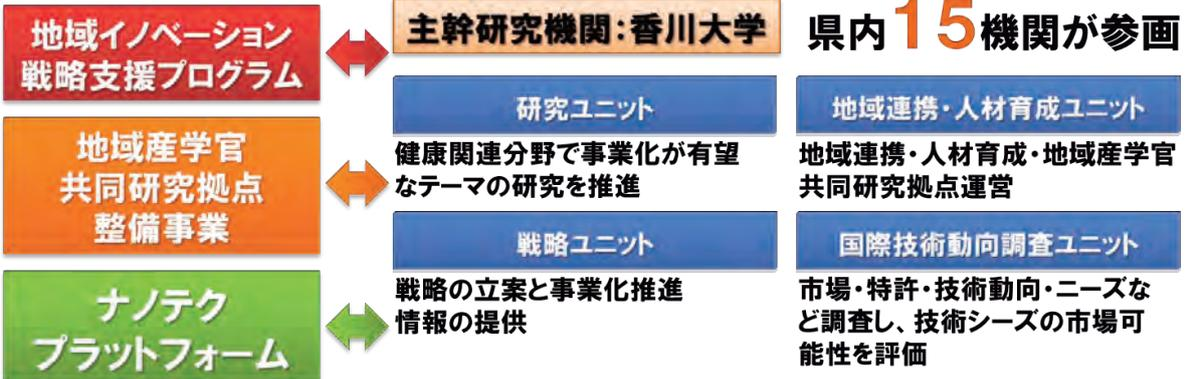 地域イノベーション
戦略支援プログラム
地域産学官
共同研究拠点
整備事業
ナノテク
プラットフォーム
主幹研究機関：香川大学
県内15機関が参画
研究ユニット
健康関連分野で事業化が有望
なテーマの研究を推進
地域連携・人材育成ユニット
地域連携・人材育成・地域産学官
共同研究拠点運営
戦略ユニット
戦略の立案と事業化推進
情報の提供
国際技術動向調査ユニット
市場・特許・技術動向・ニーズな
ど調査し、技術シーズの市場可
能性を評価